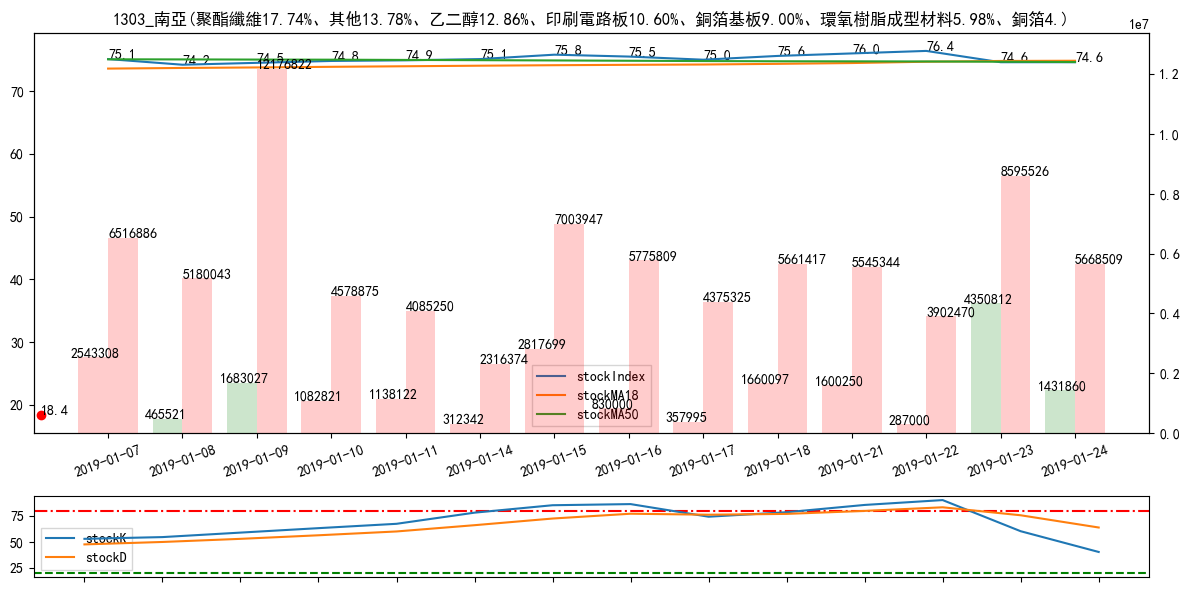 1303_南亞(聚酯纖維17.74%、其他13.78%、乙二醇12.86%、印刷電路板10.60%、銅箔基板9.00%、環氧樹脂成型材料5.98%、銅箔4.)
1e7
75.1 74.2 74.5 74.8 74.9 75.1 75.8 75.5 75.0 75.6 76.0 76.4 74.6 74.6
12176822
1.2
70
1.0
60
8595526
0.8
50
6516886 7003947
5180043 5775809 5661417 5545344 5668509
0.6
40
4578875 4085250 4375325 3902470 4350812
0.4
30
2543308 2316374 2817699
1683027 1082821 1138122 1660097 1600250 1431860
0.2
stockIndex
stockMA18
stockMA50
20
18.4 465521 312342 830000 357995 287000
0.0
2019-01-07 2019-01-08 2019-01-09 2019-01-10 2019-01-11 2019-01-14 2019-01-15 2019-01-16 2019-01-17 2019-01-18 2019-01-21 2019-01-22 2019-01-23 2019-01-24
75
50
25
stockK
stockD